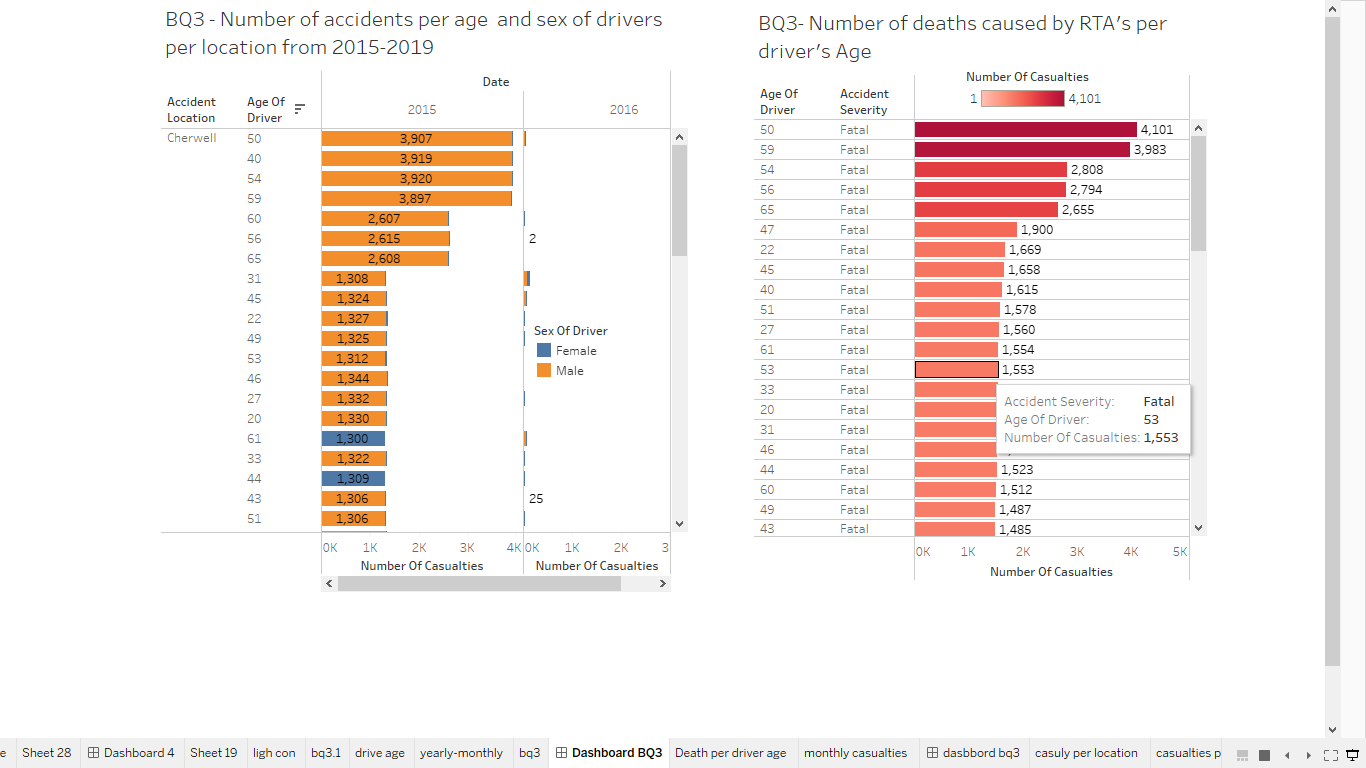 BQ3 - Number of accidents per age and sex of drivers
per location from 2015-2019
Date
Accident Location
Age Of Driver
2015
2016
Cherwell
50 3,907
40 3,919
54 3,920
59 3,897
60 2,607
56 2,615 2
65 2,608
31 1,308
45 1,324
22 1,327
49 1,325
53 1,312
46 1,344
27 1,332
20 1,330
61 1,300
33 1,322
44 1,309
43 1,306 25
51 1,306
0K 1K 2K 3K 4K 0K 1K 2K 3
Number Of Casualties Number Of Casualties
Sex Of Driver
Female
Male
BQ3- Number of deaths caused by RTA's per
driver's Age
Number Of Casualties
1 4,101
Age Of Driver
Accident Severity
50 Fatal 4,101
59 Fatal 3,983
54 Fatal 2,808
56 Fatal 2,794
65 Fatal 2,655
47 Fatal 1,900
22 Fatal 1,669
45 Fatal 1,658
40 Fatal 1,615
51 Fatal 1,578
27 Fatal 1,560
61 Fatal 1,554
53 Fatal 1,553
33 Fatal
20 Fatal
31 Fatal
46 Fatal
44 Fatal 1,523
60 Fatal 1,512
49 Fatal 1,487
43 Fatal 1,485
Accident Severity: Fatal
Age Of Driver: 53
Number Of Casualties: 1,553
0K 1K 2K 3K 4K 5K
Number Of Casualties
e Sheet 28 Dashboard 4 Sheet 19 ligh con bq3.1 drive age yearly-monthly bq3 Dashboard BQ3 Death per driver age monthly casualties dasbbord bq3 casuly per location casualties p